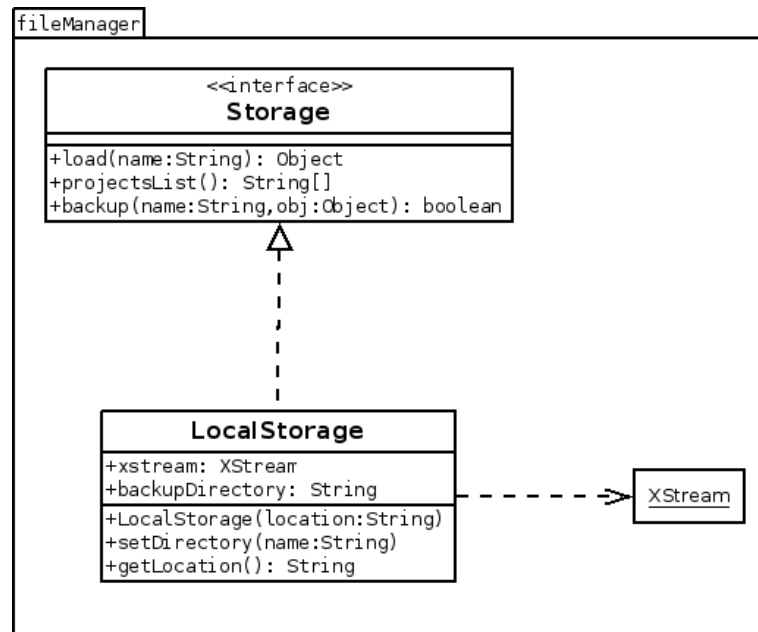 fileManager
<<interface>>
Storage
+load(name:String): Object
+projectsList(): String[]
+backup(name:String,obj:Object): boolean
LocalStorage
+xstream: XStream
+backupDirectory: String
+LocalStorage(location:String)
+setDirectory(name:String)
+getLocation(): String
XStream